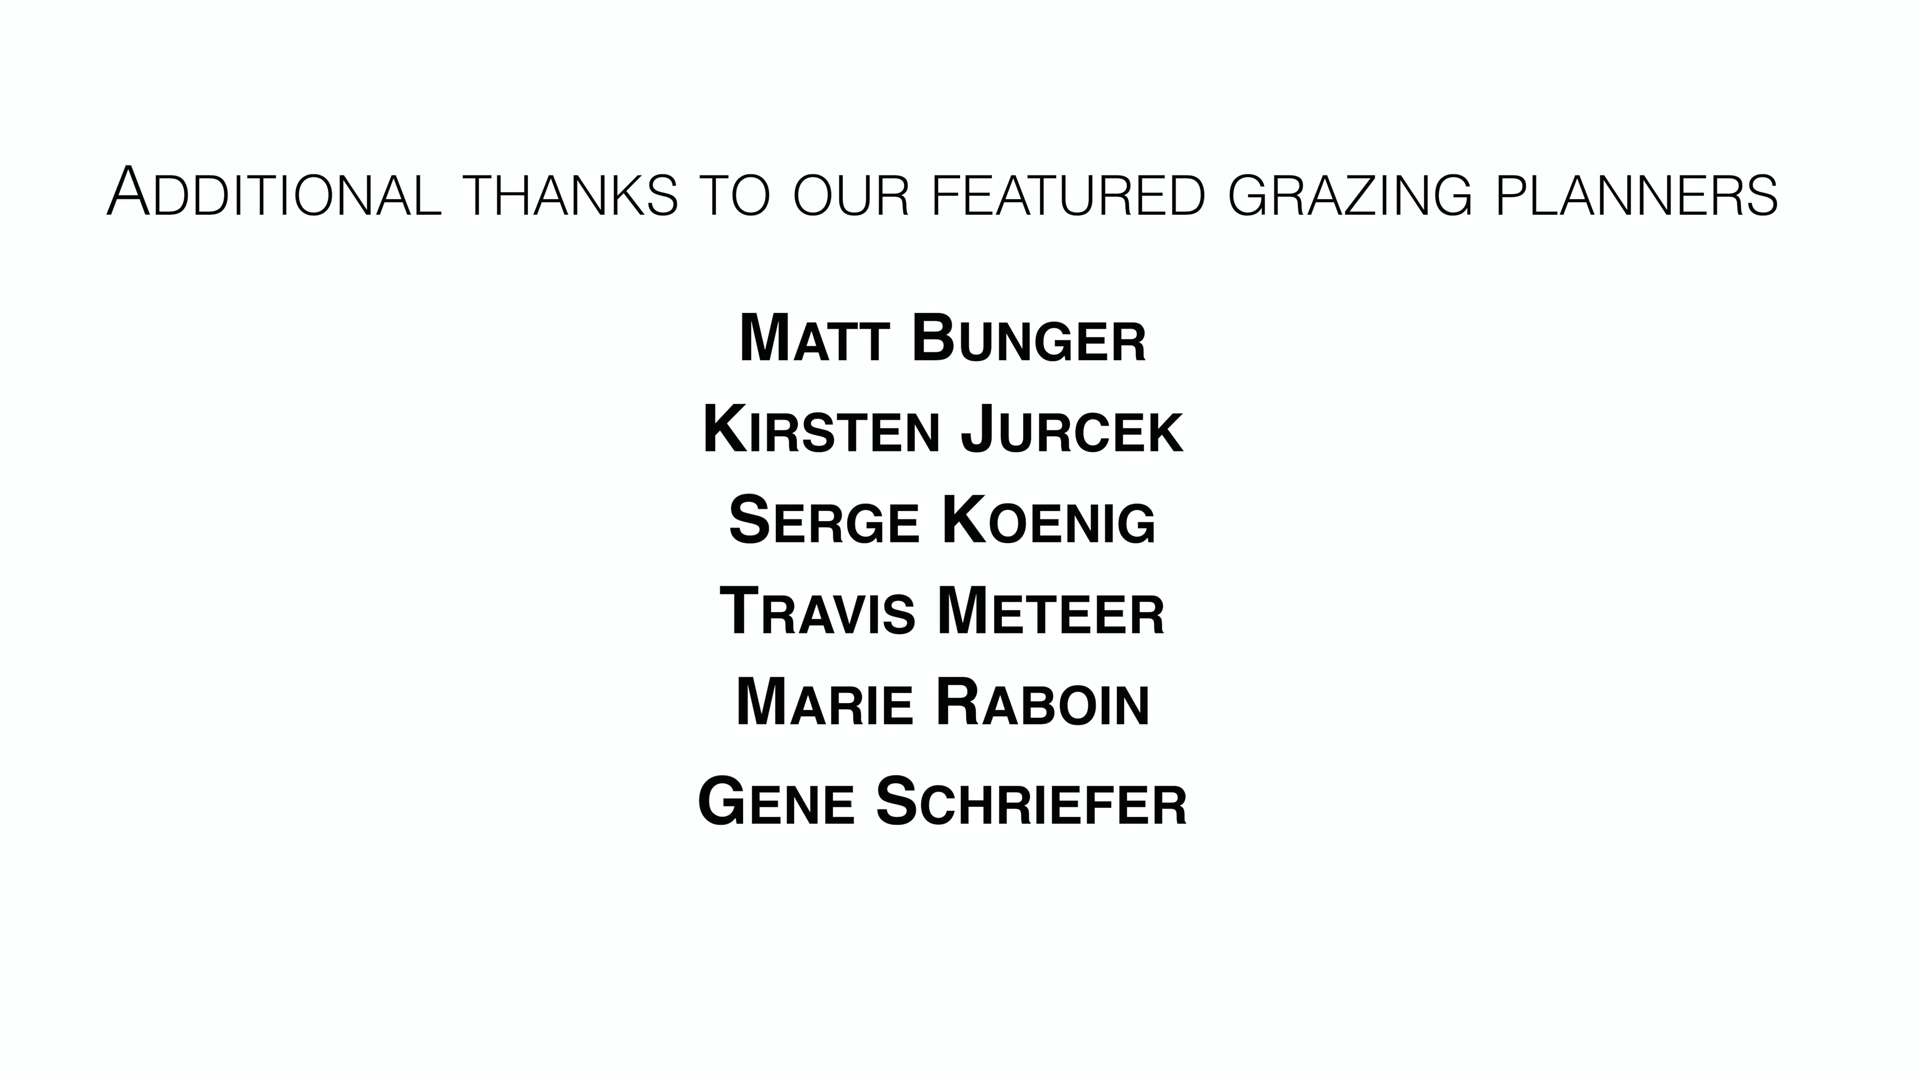 Additional thanks to our featured grazing planners
Matt Bunger
Kirsten Jurcek
Serge Koenig
Travis Meteer
Marie Raboin
Gene Schriefer